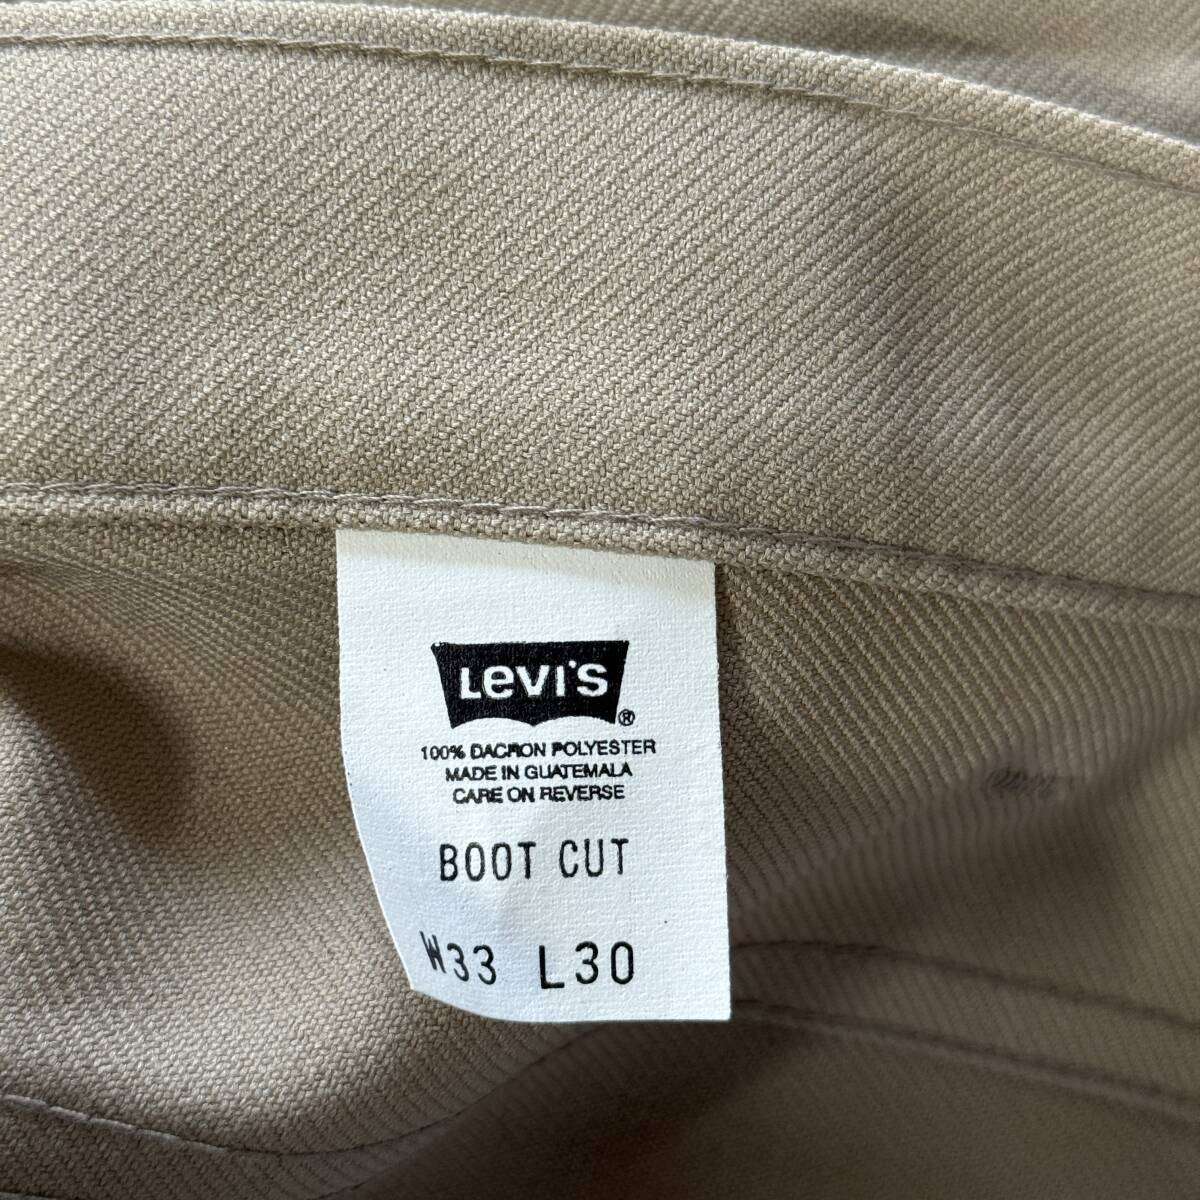 Levi's ®
100% DACRON POLYESTER
MADE IN GUATEMALA
CARE ON REVERSE
BOOT CUT
W33 L30